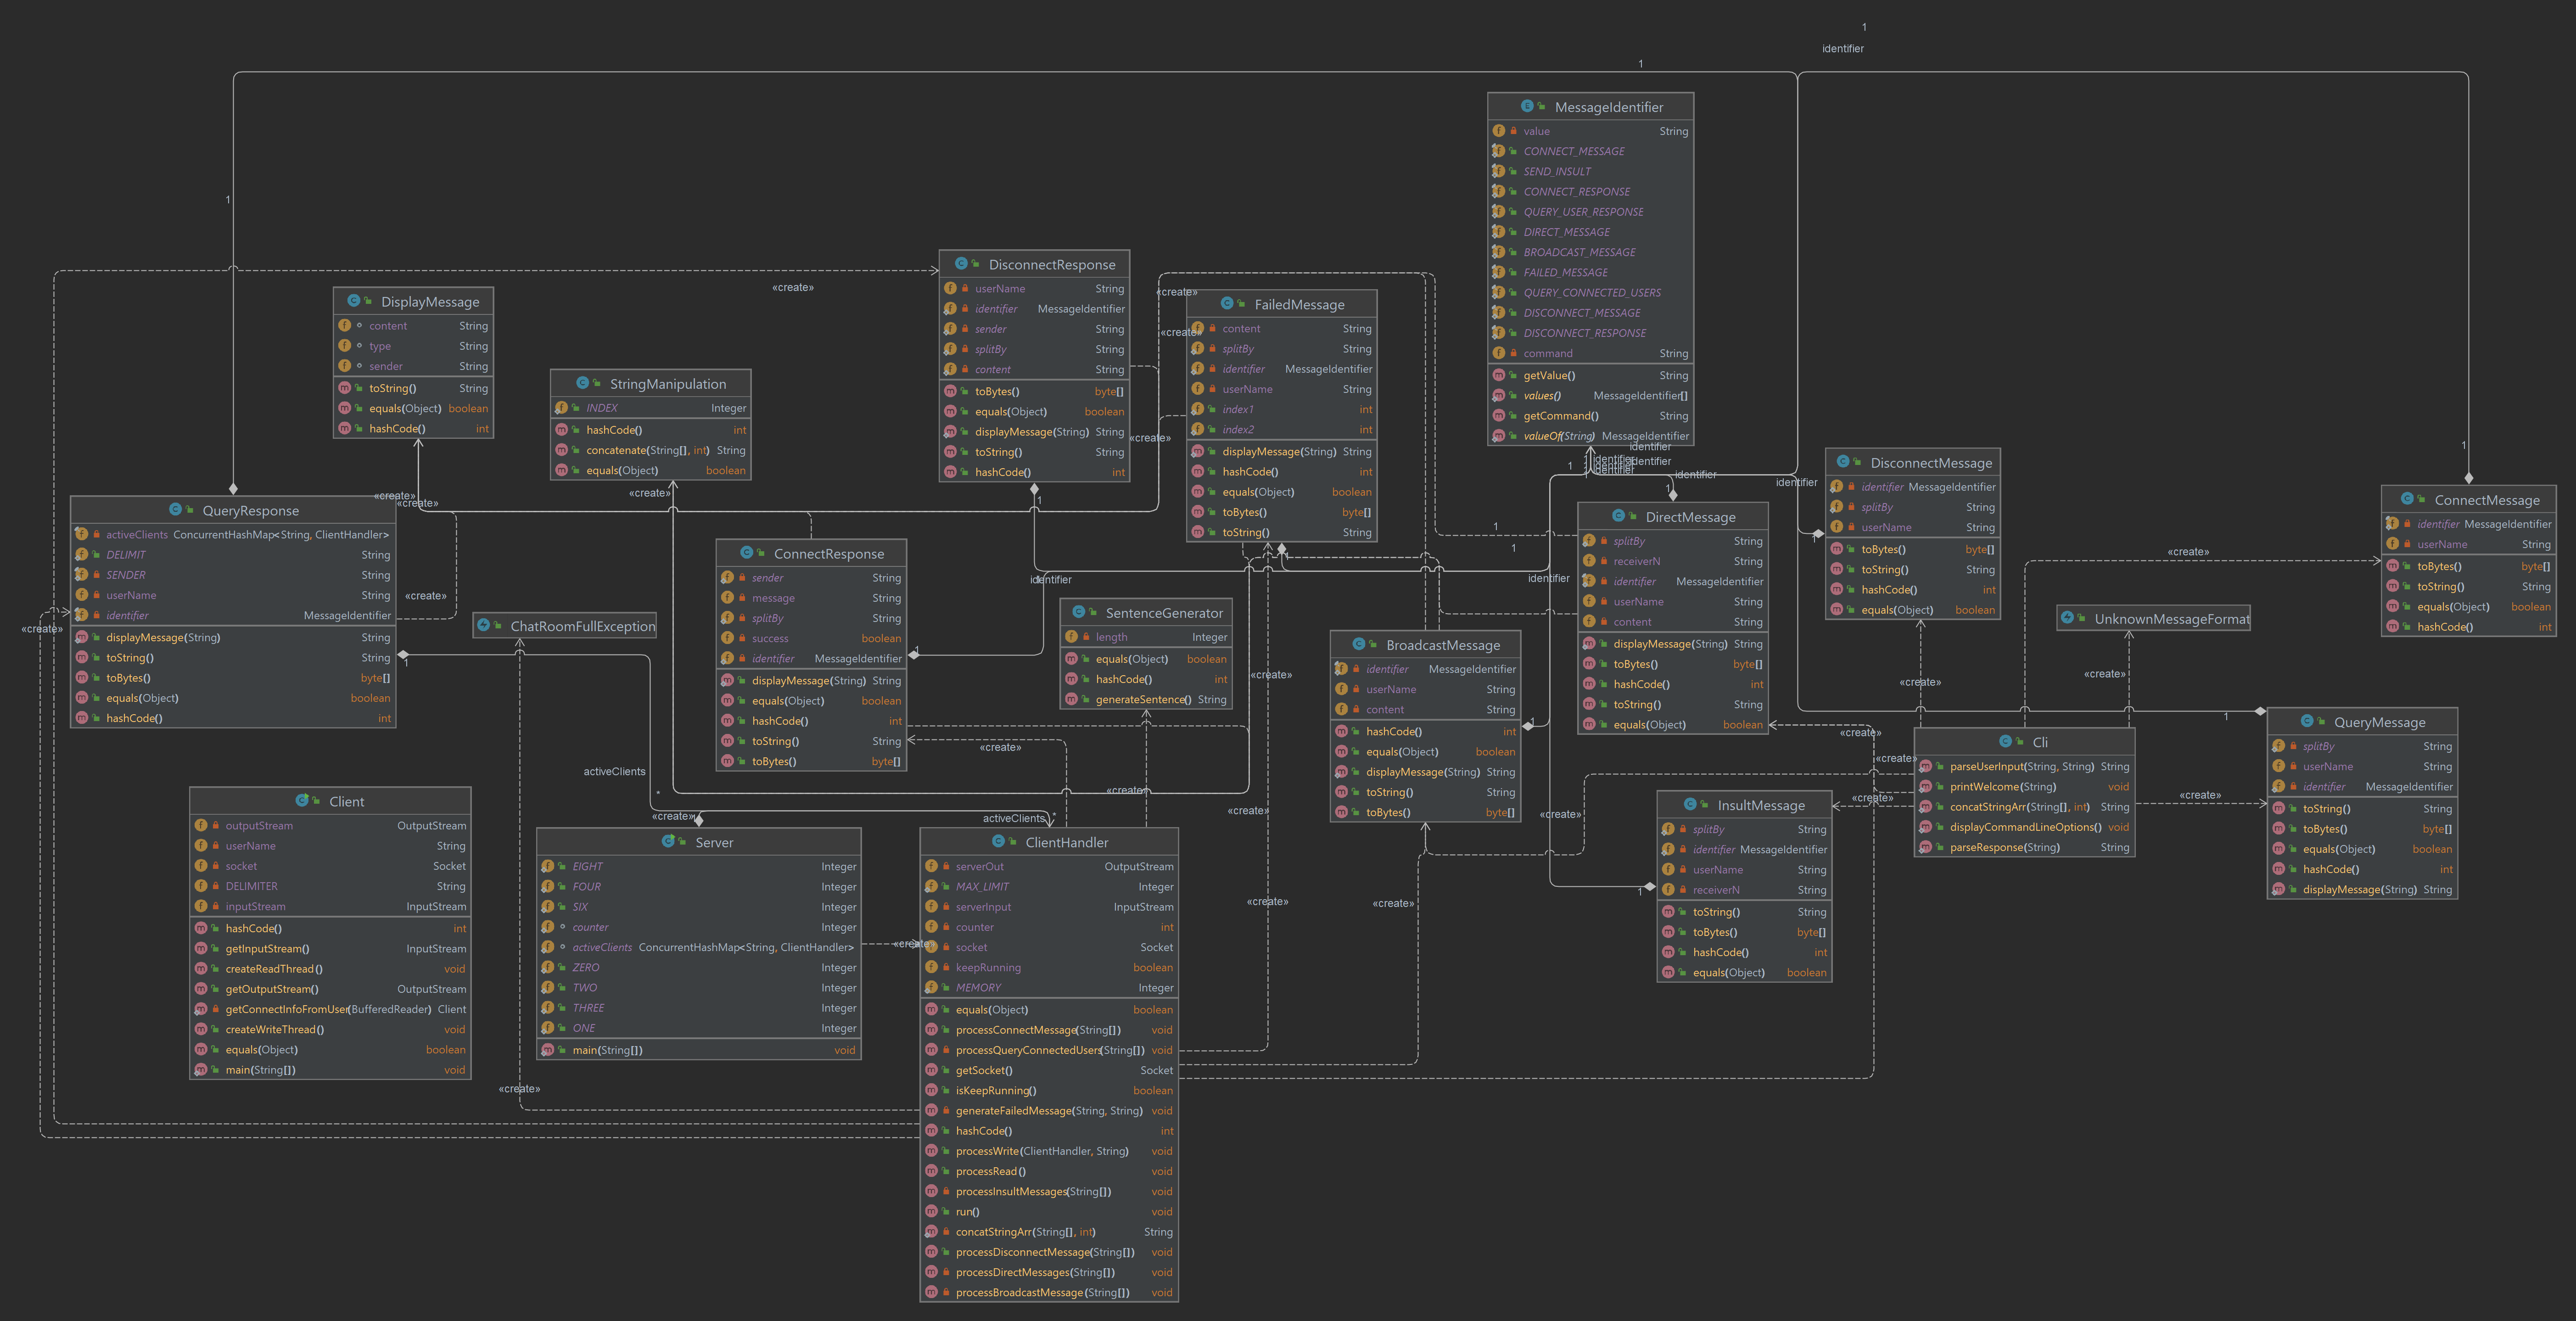 1
identifier
1
1
1
MessageIdentifier
value String
CONNECT_MESSAGE
SEND_INSULT
CONNECT_RESPONSE
QUERY_USER_RESPONSE
DIRECT_MESSAGE
BROADCAST_MESSAGE
FAILED_MESSAGE
QUERY_CONNECTED_USERS
DISCONNECT_MESSAGE
DISCONNECT_RESPONSE
command String
getValue() String
values() MessageIdentifier[]
getCommand() String
valueOf(String) MessageIdentifier
DisconnectResponse
userName String
identifier MessageIdentifier
sender String
splitBy String
content String
toBytes() byte[]
equals(Object) boolean
displayMessage(String) String
toString() String
hashCode() int
«create»
«create»
«create»
«create»
FailedMessage
content String
splitBy String
identifier MessageIdentifier
userName String
index1 int
index2 int
displayMessage(String) String
hashCode() int
equals(Object) boolean
toBytes() byte[]
toString() String
DisplayMessage
content String
type String
sender String
toString() String
equals(Object) boolean
hashCode() int
StringManipulation
INDEX Integer
hashCode() int
concatenate(String[], int) String
equals(Object) boolean
«create»
«create»
«create»
«create»
QueryResponse
activeClients ConcurrentHashMap<String, ClientHandler>
DELIMIT String
SENDER String
userName String
identifier MessageIdentifier
displayMessage(String) String
toString() String
toBytes() byte[]
equals(Object) boolean
hashCode() int
«create»
1
activeClients
*
ChatRoomFullException
ConnectResponse
sender String
message String
splitBy String
success boolean
identifier MessageIdentifier
displayMessage(String) String
equals(Object) boolean
hashCode() int
toString() String
toBytes() byte[]
1
1
identifier
«create»
«create»
SentenceGenerator
length Integer
equals(Object) boolean
hashCode() int
generateSentence() String
«create»
«create»
«create»
«create»
1
identifier
identifier
identifier
identifier
identifier
identifier
1
1
1
identifier
DirectMessage
splitBy String
receiverN String
identifier MessageIdentifier
userName String
content String
displayMessage(String) String
toBytes() byte[]
hashCode() int
toString() String
equals(Object) boolean
BroadcastMessage
identifier MessageIdentifier
userName String
content String
hashCode() int
equals(Object) boolean
displayMessage(String) String
toString() String
toBytes() byte[]
1
DisconnectMessage
identifier MessageIdentifier
splitBy String
userName String
toBytes() byte[]
toString() String
hashCode() int
equals(Object) boolean
1
«create»
ConnectMessage
identifier MessageIdentifier
userName String
toBytes() byte[]
toString() String
equals(Object) boolean
hashCode() int
UnknownMessageFormat
«create»
«create»
1
Cli
parseUserInput(String, String) String
printWelcome(String) void
concatStringArr(String[], int) String
displayCommandLineOptions() void
parseResponse(String) String
«create»
«create»
«create»
«create»
«create»
QueryMessage
splitBy String
userName String
identifier MessageIdentifier
toString() String
toBytes() byte[]
equals(Object) boolean
hashCode() int
displayMessage(String) String
InsultMessage
splitBy String
identifier MessageIdentifier
userName String
receiverN String
toString() String
toBytes() byte[]
hashCode() int
equals(Object) boolean
1
Client
outputStream OutputStream
userName String
socket Socket
DELIMITER String
inputStream InputStream
hashCode() int
getInputStream() InputStream
createReadThread() void
getOutputStream() OutputStream
getConnectInfoFromUser(BufferedReader) Client
createWriteThread() void
equals(Object) boolean
main(String[]) void
«create»
«create»
1
activeClients
*
Server
EIGHT Integer
FOUR Integer
SIX Integer
counter Integer
activeClients ConcurrentHashMap<String, ClientHandler>
ZERO Integer
TWO Integer
THREE Integer
ONE Integer
main(String[]) void
«create»
ClientHandler
serverOut OutputStream
MAX_LIMIT Integer
serverInput InputStream
counter int
socket Socket
keepRunning boolean
MEMORY Integer
equals(Object) boolean
processConnectMessage(String[]) void
processQueryConnectedUsers(String[]) void
getSocket() Socket
isKeepRunning() boolean
generateFailedMessage(String, String) void
hashCode() int
processWrite(ClientHandler, String) void
processRead() void
processInsultMessages(String[]) void
run() void
concatStringArr(String[], int) String
processDisconnectMessage(String[]) void
processDirectMessages(String[]) void
processBroadcastMessage(String[]) void